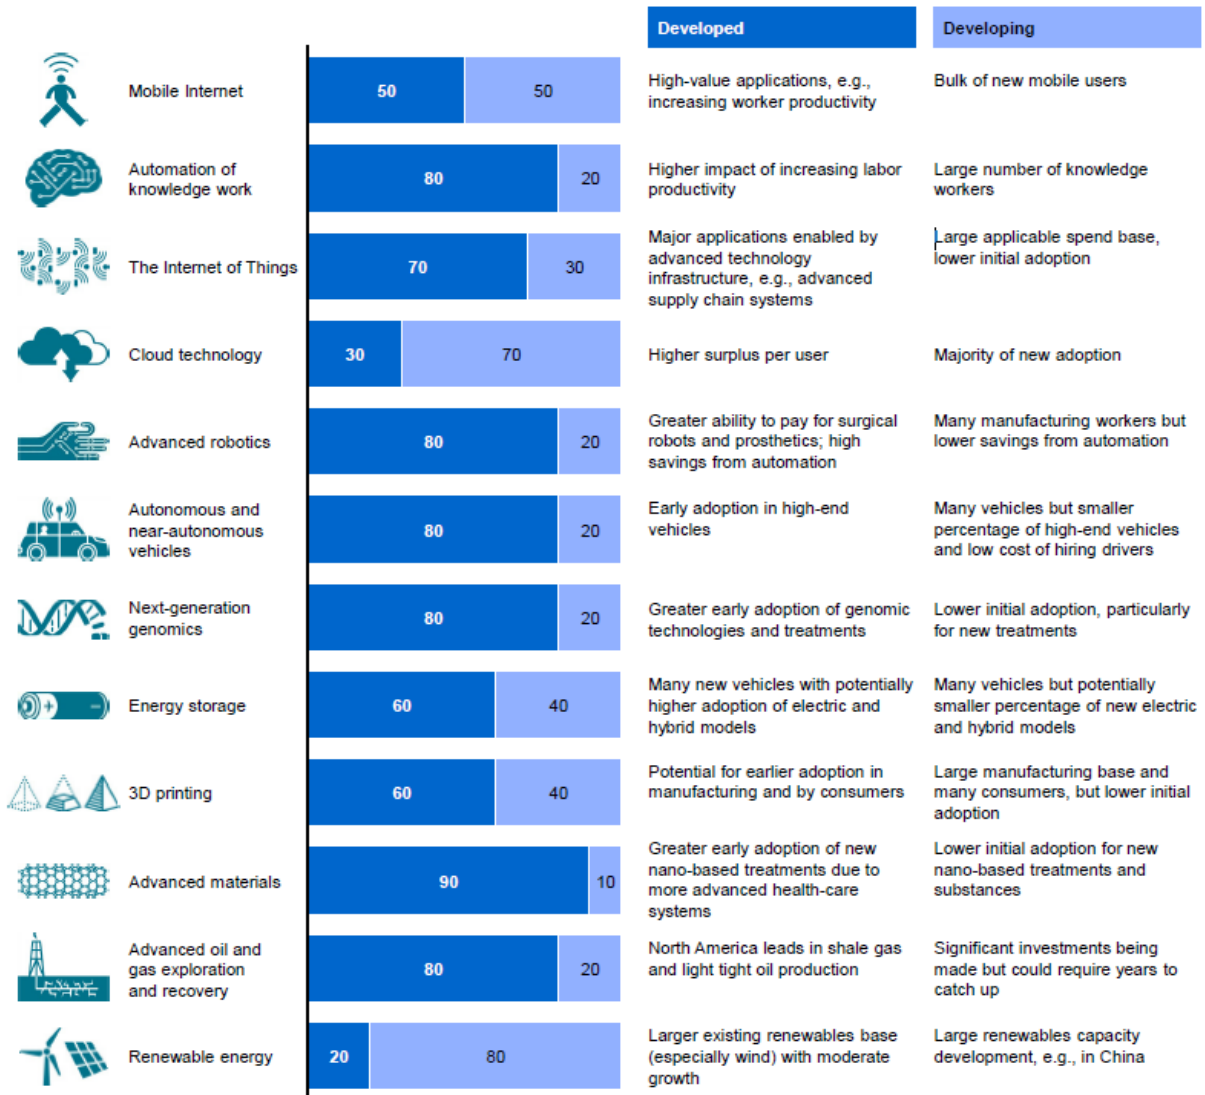 Developed
Developing
Mobile Internet
50
50
High-value applications, e.g.,
increasing worker productivity
Bulk of new mobile users
Automation of
knowledge work
80
20
Higher impact of increasing labor
productivity
Large number of knowledge
workers
The Internet of Things
70
30
Major applications enabled by
advanced technology
infrastructure, e.g., advanced
supply chain systems
Large applicable spend base,
lower initial adoption
Cloud technology
30
70
Higher surplus per user
Majority of new adoption
Advanced robotics
80
20
Greater ability to pay for surgical
robots and prosthetics; high
savings from automation
Many manufacturing workers but
lower savings from automation
Autonomous and
near-autonomous
vehicles
80
20
Early adoption in high-end
vehicles
Many vehicles but smaller
percentage of high-end vehicles
and low cost of hiring drivers
Next-generation
genomics
80
20
Greater early adoption of genomic
technologies and treatments
Lower initial adoption, particularly
for new treatments
Energy storage
60
40
Many new vehicles with potentially
higher adoption of electric and
hybrid models
Many vehicles but potentially
smaller percentage of new electric
and hybrid models
3D printing
60
40
Potential for earlier adoption in
manufacturing and by consumers
Large manufacturing base and
many consumers, but lower initial
adoption
Advanced materials
90
10
Greater early adoption of new
nano-based treatments due to
more advanced health-care
systems
Lower initial adoption for new
nano-based treatments and
substances
Advanced oil and
gas exploration
and recovery
80
20
North America leads in shale gas
and light tight oil production
Significant investments being
made but could require years to
catch up
Renewable energy
20
80
Larger existing renewables base
(especially wind) with moderate
growth
Large renewables capacity
development, e.g., in China